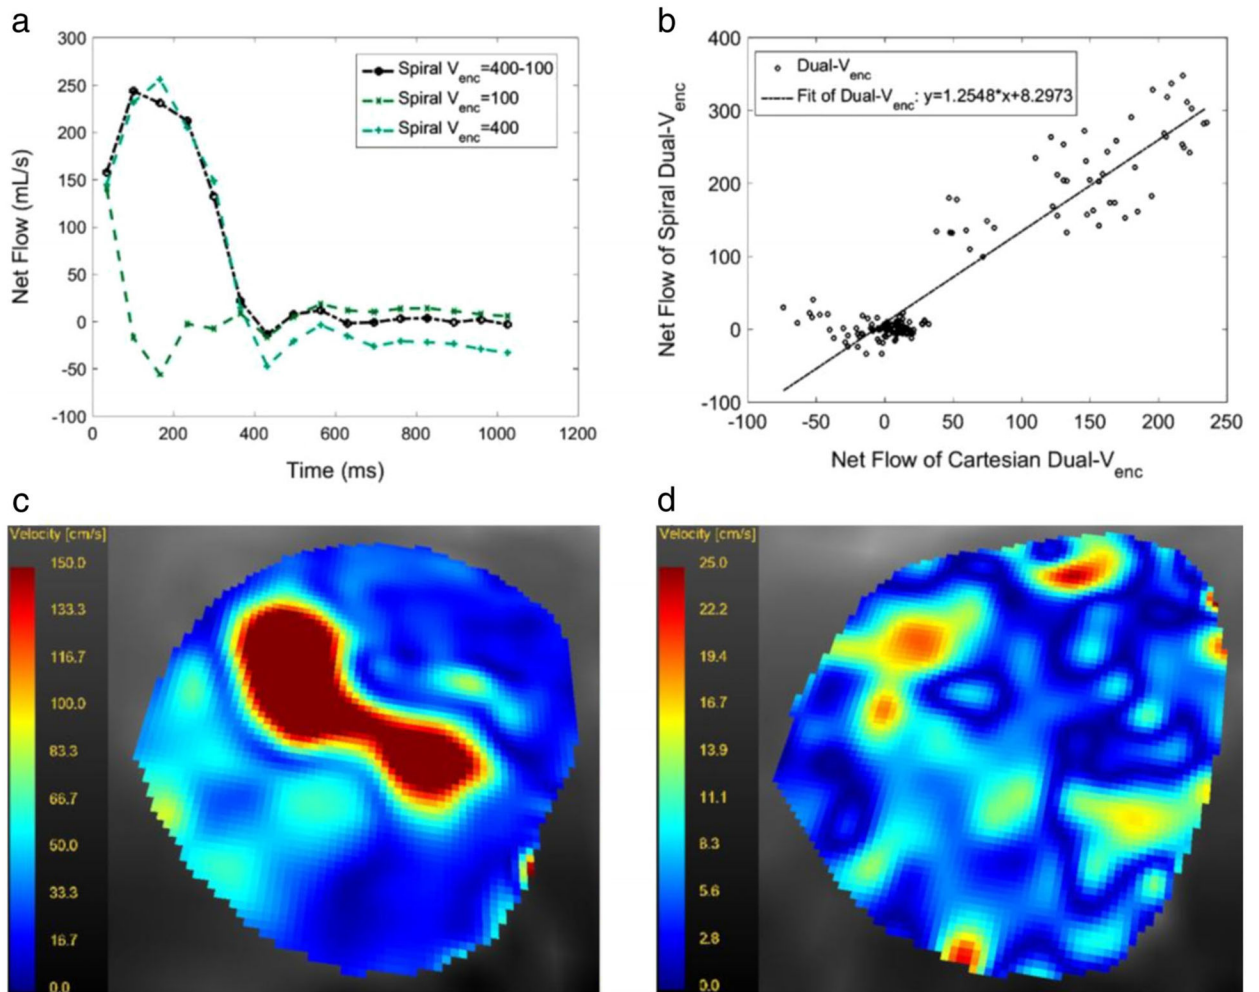 a
300
250
200
150
100
50
0
-50
-100
0 200 400 600 800 1000 1200
Net Flow (mL/s)
Time (ms)
Spiral Venc=400-100
Spiral Venc=100
Spiral Venc=400
b
400
300
200
100
0
-100
-100 -50 0 50 100 150 200 250
Net Flow of Spiral Dual-Venc
Net Flow of Cartesian Dual-Venc
Dual-Venc
Fit of Dual-Venc: y=1.2548*x+8.2973
c
Velocity [cm/s]
150.0
133.3
116.7
100.0
83.3
66.7
50.0
33.3
16.7
0.0
d
Velocity [cm/s]
25.0
22.2
19.4
16.7
13.9
11.1
8.3
5.6
2.8
0.0